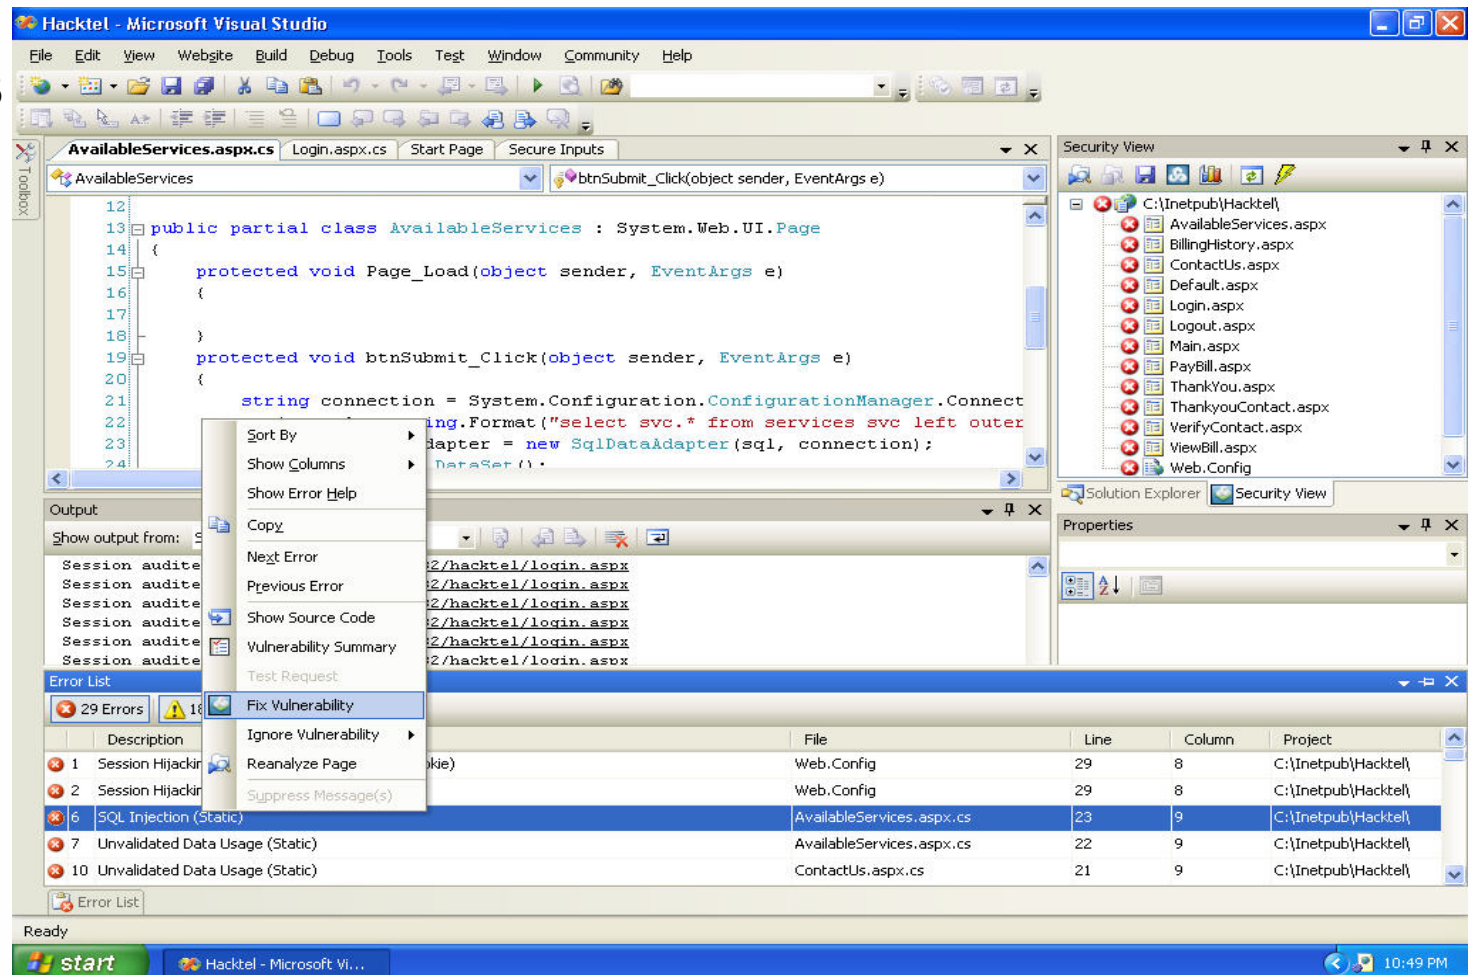 Hacktel - Microsoft Visual Studio
File Edit View Website Build Debug Tools Test Window Community Help
AvailableServices.aspx.cs Login.aspx.cs Start Page Secure Inputs
Toolbox
AvailableServices btnSubmit_Click(object sender, EventArgs e)
12
13 public partial class AvailableServices : System.Web.UI.Page
14 {
15 protected void Page_Load(object sender, EventArgs e)
16 {
17
18 }
19 protected void btnSubmit_Click(object sender, EventArgs e)
20 {
21 string connection = System.Configuration.ConfigurationManager.Connect
22 ing.Format("select svc.* from services svc left outer
23 dapter = new SqlDataAdapter(sql, connection);
24 DataSet();
Security View
C:\Inetpub\Hacktel\
AvailableServices.aspx
BillingHistory.aspx
ContactUs.aspx
Default.aspx
Login.aspx
Logout.aspx
Main.aspx
PayBill.aspx
ThankYou.aspx
ThankyouContact.aspx
VerifyContact.aspx
ViewBill.aspx
Web.Config
Solution Explorer Security View
Properties
Output
Show output from: S
Session audite 2/hacktel/login.aspx
Session audite 2/hacktel/login.aspx
Session audite 2/hacktel/login.aspx
Session audite 2/hacktel/login.aspx
Session audite 2/hacktel/login.aspx
Session audite 2/hacktel/login.aspx
Sort By
Show Columns
Show Error Help
Copy
Next Error
Previous Error
Show Source Code
Vulnerability Summary
Test Request
Fix Vulnerability
Ignore Vulnerability
Reanalyze Page
Suppress Message(s)
Error List
29 Errors 18
Description File Line Column Project
1 Session Hijackin okie) Web.Config 29 8 C:\Inetpub\Hacktel\
2 Session Hijackin Web.Config 29 8 C:\Inetpub\Hacktel\
6 SQL Injection (Static) AvailableServices.aspx.cs 23 9 C:\Inetpub\Hacktel\
7 Unvalidated Data Usage (Static) AvailableServices.aspx.cs 22 9 C:\Inetpub\Hacktel\
10 Unvalidated Data Usage (Static) ContactUs.aspx.cs 21 9 C:\Inetpub\Hacktel\
Error List
Ready
start Hacktel - Microsoft Vi... 10:49 PM